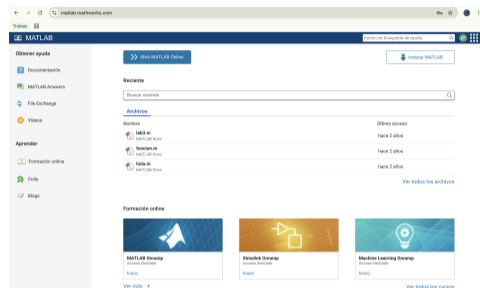 matlab.mathworks.com
Trabajo
MATLAB
Centro de búsqueda de ayuda
Obtener ayuda
Documentación
MATLAB Answers
File Exchange
Videos
Aprender
Formación online
Cody
Blogs
Abrir MATLAB Online
Instalar MATLAB
Reciente
Buscar reciente
Archivos
Nombre
Último acceso
lab3.m
MATLAB Drive
hace 2 años
funcion.m
MATLAB Drive
hace 2 años
hola.m
MATLAB Drive
hace 2 años
Ver todos los archivos
Formación online
MATLAB Onramp
Acceso ilimitado
Inicio
Simulink Onramp
Acceso ilimitado
Inicio
Machine Learning Onramp
Acceso ilimitado
Inicio
Ver más
Ver todos los cursos